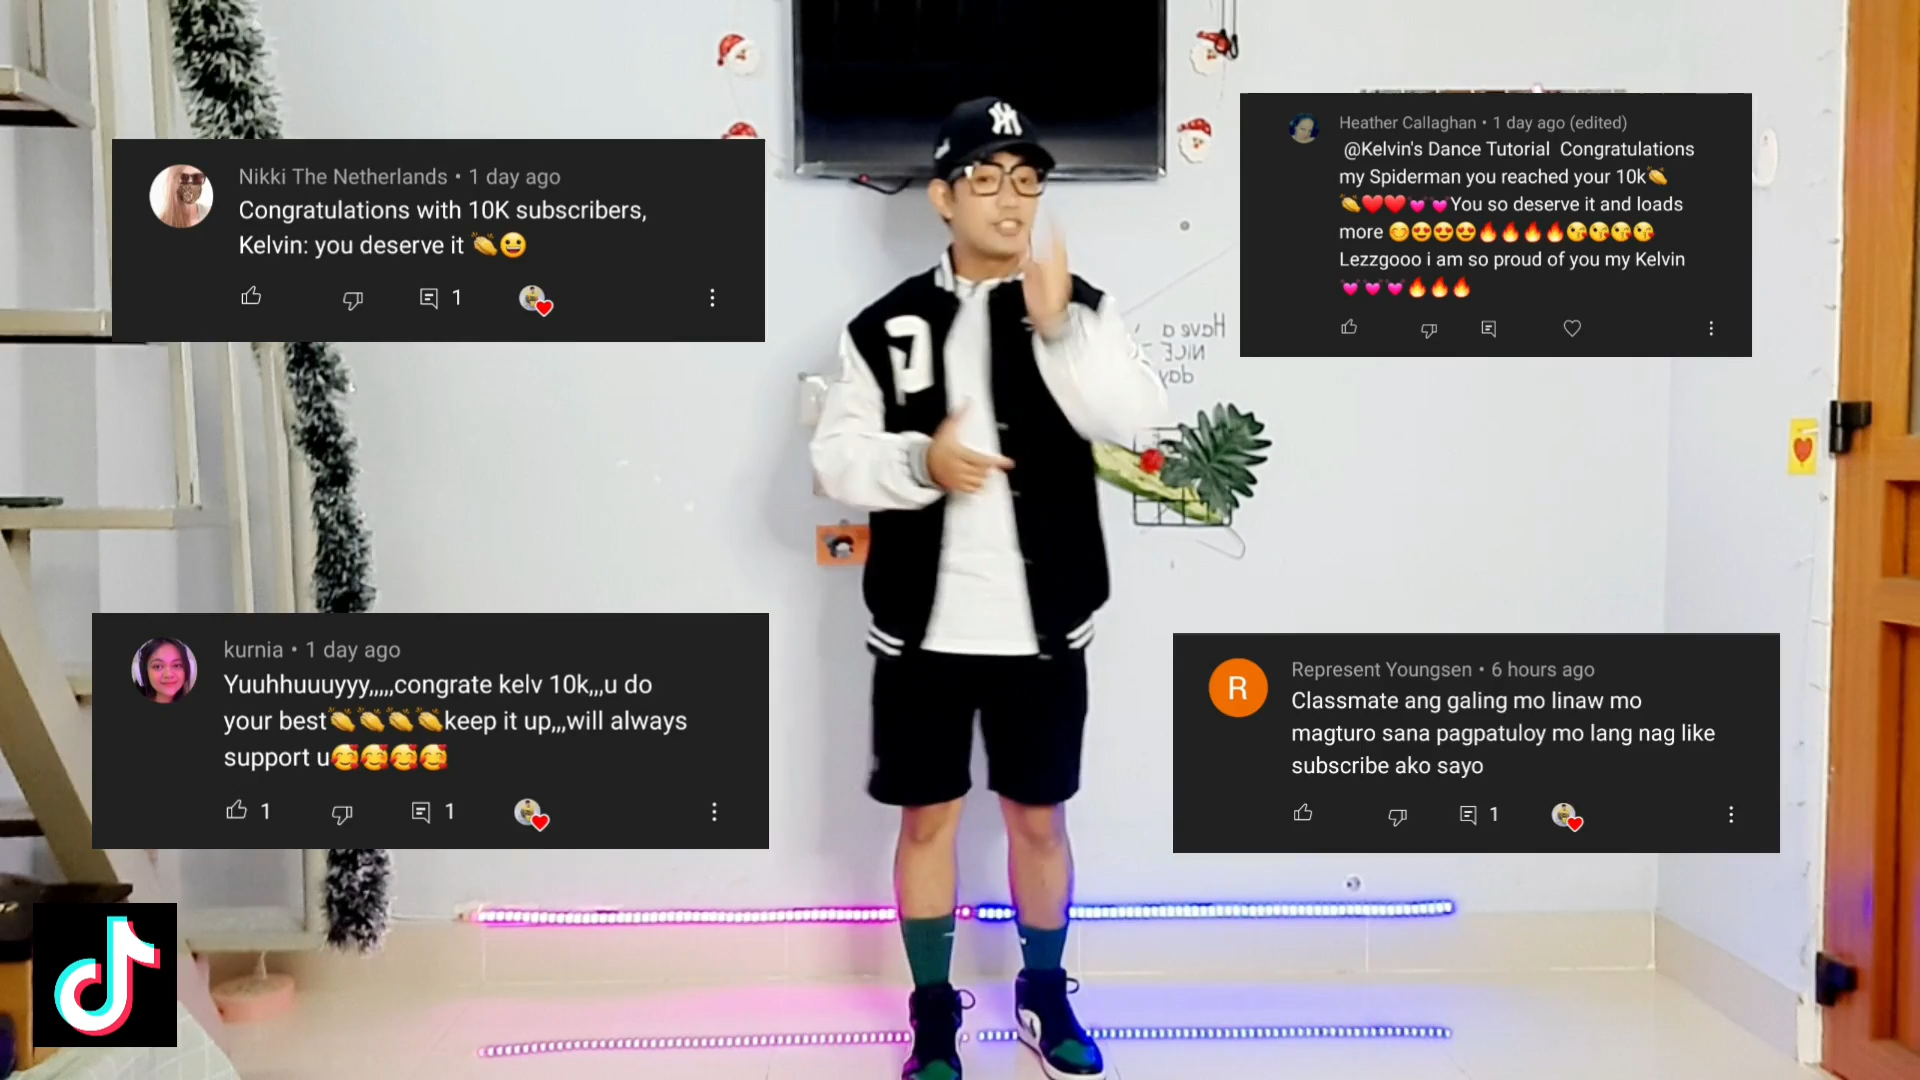 Nikki The Netherlands • 1 day ago
Congratulations with 10K subscribers,
Kelvin: you deserve it 👏😀
1
Heather Callaghan • 1 day ago (edited)
@Kelvin's Dance Tutorial Congratulations
my Spiderman you reached your 10k👏
👏❤️❤️💓💓You so deserve it and loads
more 😊😍😍😍🔥🔥🔥🔥😘😘😘😘
Lezzgooo i am so proud of you my Kelvin
💓💓💓🔥🔥🔥
Have a
NICE
day
kurnia • 1 day ago
Yuuhhuuuyyy,,,,,congrate kelv 10k,,,u do
your best👏👏👏👏keep it up,,,will always
support u🥰🥰🥰🥰
1 1
R
Represent Youngsen • 6 hours ago
Classmate ang galing mo linaw mo
magturo sana pagpatuloy mo lang nag like
subscribe ako sayo
1